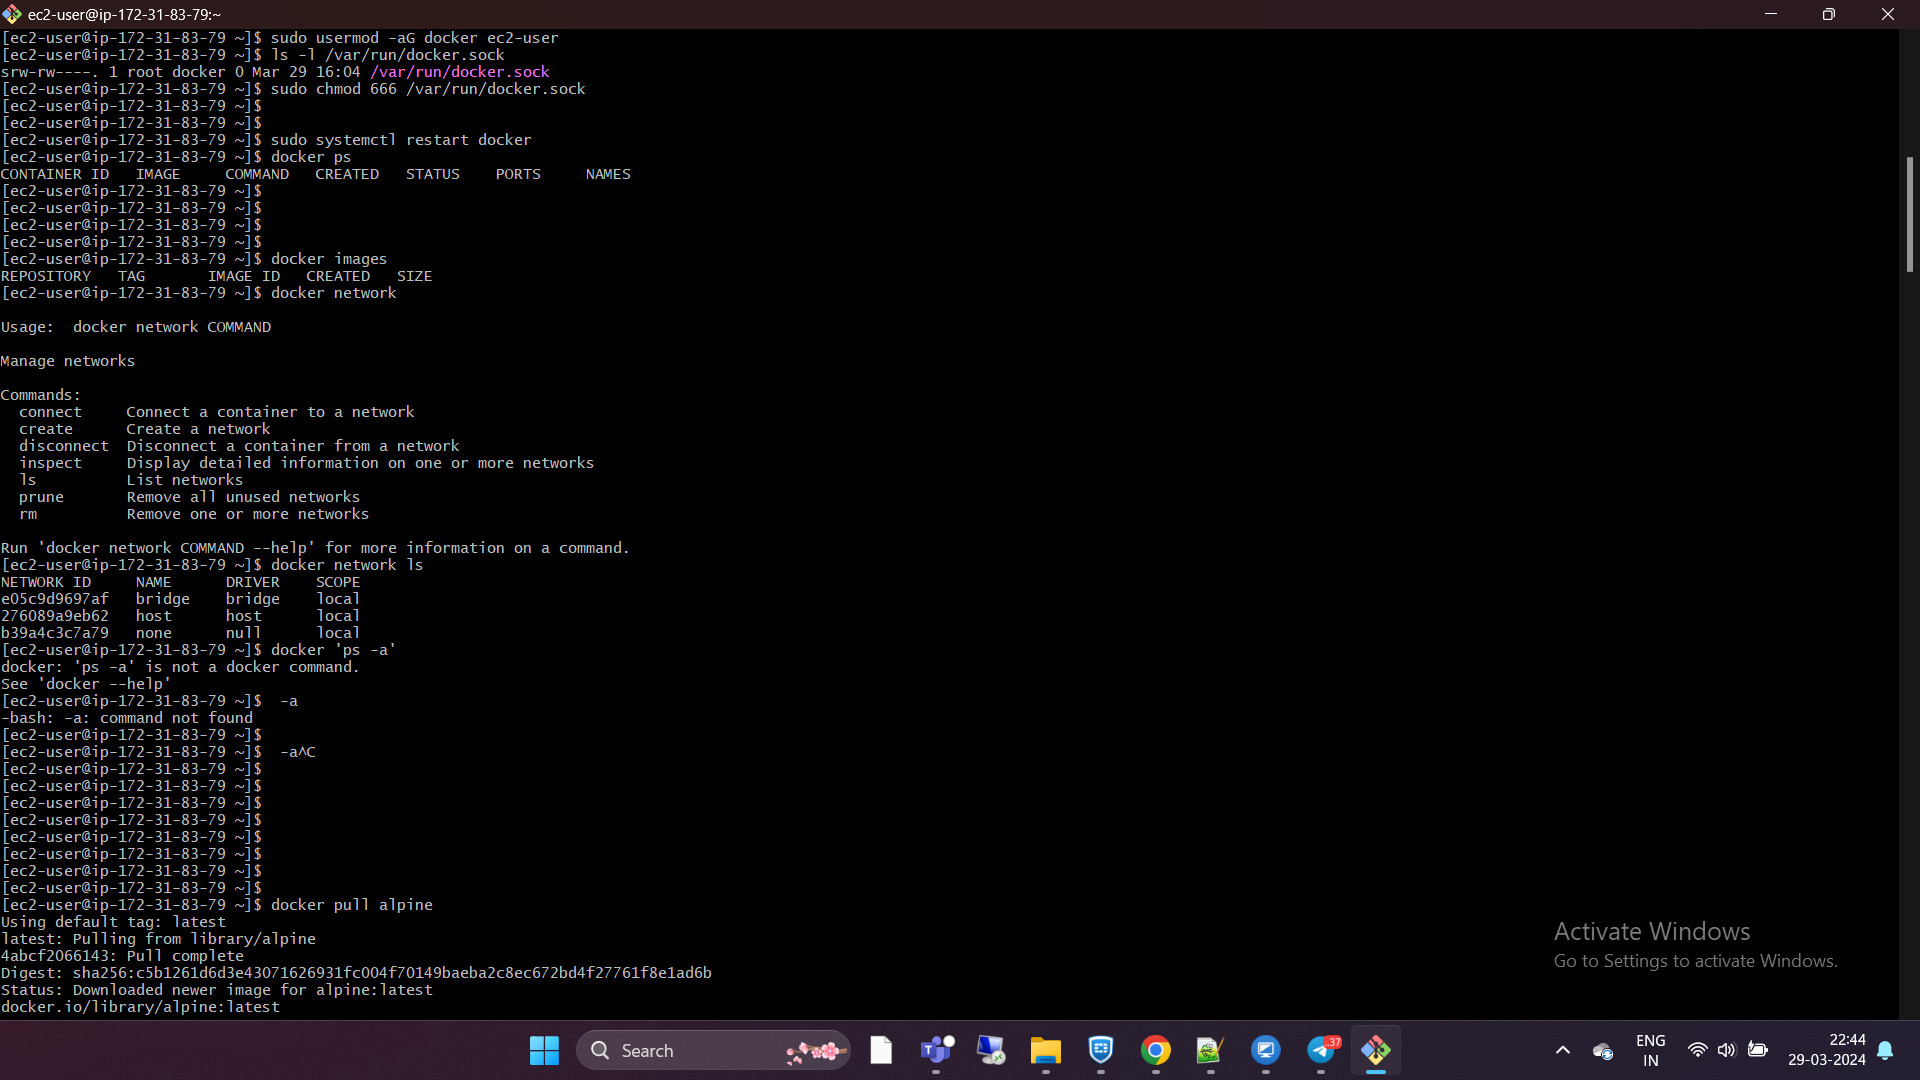 ec2-user@ip-172-31-83-79:~
[ec2-user@ip-172-31-83-79 ~]$ sudo usermod -aG docker ec2-user
[ec2-user@ip-172-31-83-79 ~]$ ls -l /var/run/docker.sock
srw-rw----. 1 root docker 0 Mar 29 16:04 /var/run/docker.sock
[ec2-user@ip-172-31-83-79 ~]$ sudo chmod 666 /var/run/docker.sock
[ec2-user@ip-172-31-83-79 ~]$
[ec2-user@ip-172-31-83-79 ~]$
[ec2-user@ip-172-31-83-79 ~]$ sudo systemctl restart docker
[ec2-user@ip-172-31-83-79 ~]$ docker ps
CONTAINER ID   IMAGE     COMMAND   CREATED   STATUS    PORTS     NAMES
[ec2-user@ip-172-31-83-79 ~]$
[ec2-user@ip-172-31-83-79 ~]$
[ec2-user@ip-172-31-83-79 ~]$
[ec2-user@ip-172-31-83-79 ~]$
[ec2-user@ip-172-31-83-79 ~]$ docker images
REPOSITORY   TAG       IMAGE ID   CREATED   SIZE
[ec2-user@ip-172-31-83-79 ~]$ docker network
Usage:  docker network COMMAND
Manage networks
Commands:
  connect     Connect a container to a network
  create      Create a network
  disconnect  Disconnect a container from a network
  inspect     Display detailed information on one or more networks
  ls          List networks
  prune       Remove all unused networks
  rm          Remove one or more networks
Run 'docker network COMMAND --help' for more information on a command.
[ec2-user@ip-172-31-83-79 ~]$ docker network ls
NETWORK ID     NAME      DRIVER    SCOPE
e05c9d9697af   bridge    bridge    local
276089a9eb62   host      host      local
b39a4c3c7a79   none      null      local
[ec2-user@ip-172-31-83-79 ~]$ docker 'ps -a'
docker: 'ps -a' is not a docker command.
See 'docker --help'
[ec2-user@ip-172-31-83-79 ~]$  -a
-bash: -a: command not found
[ec2-user@ip-172-31-83-79 ~]$
[ec2-user@ip-172-31-83-79 ~]$  -a^C
[ec2-user@ip-172-31-83-79 ~]$
[ec2-user@ip-172-31-83-79 ~]$
[ec2-user@ip-172-31-83-79 ~]$
[ec2-user@ip-172-31-83-79 ~]$
[ec2-user@ip-172-31-83-79 ~]$
[ec2-user@ip-172-31-83-79 ~]$
[ec2-user@ip-172-31-83-79 ~]$
[ec2-user@ip-172-31-83-79 ~]$
[ec2-user@ip-172-31-83-79 ~]$ docker pull alpine
Using default tag: latest
latest: Pulling from library/alpine
4abcf2066143: Pull complete
Digest: sha256:c5b1261d6d3e43071626931fc004f70149baeba2c8ec672bd4f27761f8e1ad6b
Status: Downloaded newer image for alpine:latest
docker.io/library/alpine:latest
Activate Windows
Go to Settings to activate Windows.
Search
37
ENG
IN
22:44
29-03-2024